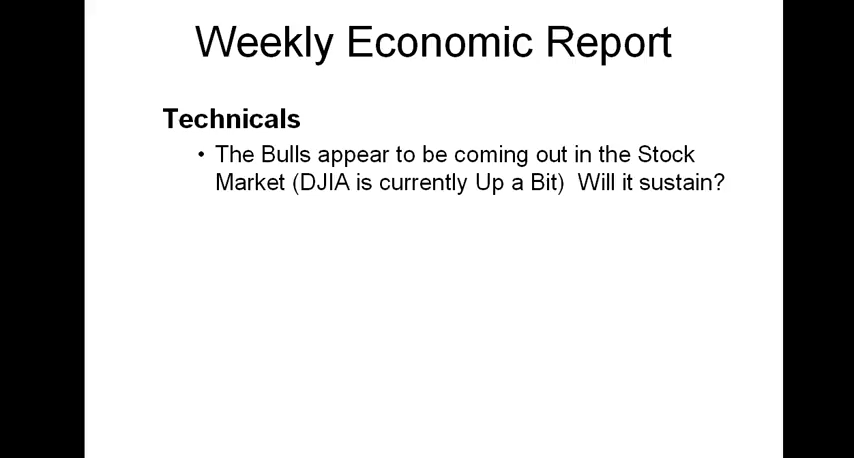 Weekly Economic Report
Technicals
• The Bulls appear to be coming out in the Stock
Market (DJIA is currently Up a Bit)  Will it sustain?